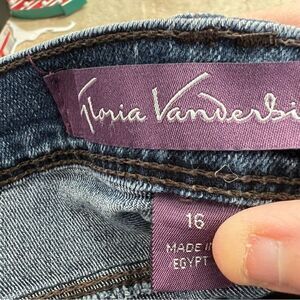 Gloria Vanderbi
16
MADE IN
EGYPT